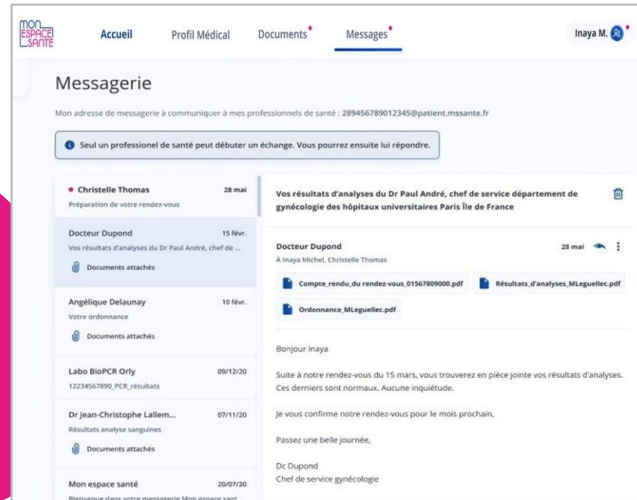 MON
ESPACE
SANTÉ
Accueil
Profil Médical
Documents
Messages
Inaya M.
Messagerie
Mon adresse de messagerie à communiquer à mes professionnels de santé : 289456789012345@patient.mssante.fr
Seul un professionel de santé peut débuter un échange. Vous pourrez ensuite lui répondre.
Christelle Thomas 28 mai
Préparation de votre rendez-vous
Docteur Dupond 15 févr.
Vos résultats d'analyses du Dr Paul André, chef de ...
Documents attachés
Angélique Delaunay 10 févr.
Votre ordonnance
Documents attachés
Labo BioPCR Orly 09/12/20
12234567890_PCR_résultats
Dr Jean-Christophe Lallem... 07/11/20
Résultats analyse sanguines
Documents attachés
Mon espace santé 20/07/20
Bienvenue dans votre messagerie Mon espace sant...
Vos résultats d'analyses du Dr Paul André, chef de service département de
gynécologie des hôpitaux universitaires Paris Île de France
Docteur Dupond 28 mai
À Inaya Michel, Christelle Thomas
Compte_rendu_du rendez-vous_01567809000.pdf
Résultats_d'analyses_MLeguellec.pdf
Ordonnance_MLeguellec.pdf
Bonjour Inaya
Suite à notre rendez-vous du 15 mars, vous trouverez en pièce jointe vos résultats d'analyses.
Ces derniers sont normaux. Aucune inquiétude.
Je vous confirme notre rendez-vous pour le mois prochain,
Passez une belle journée,
Dc Dupond
Chef de service gynécologie